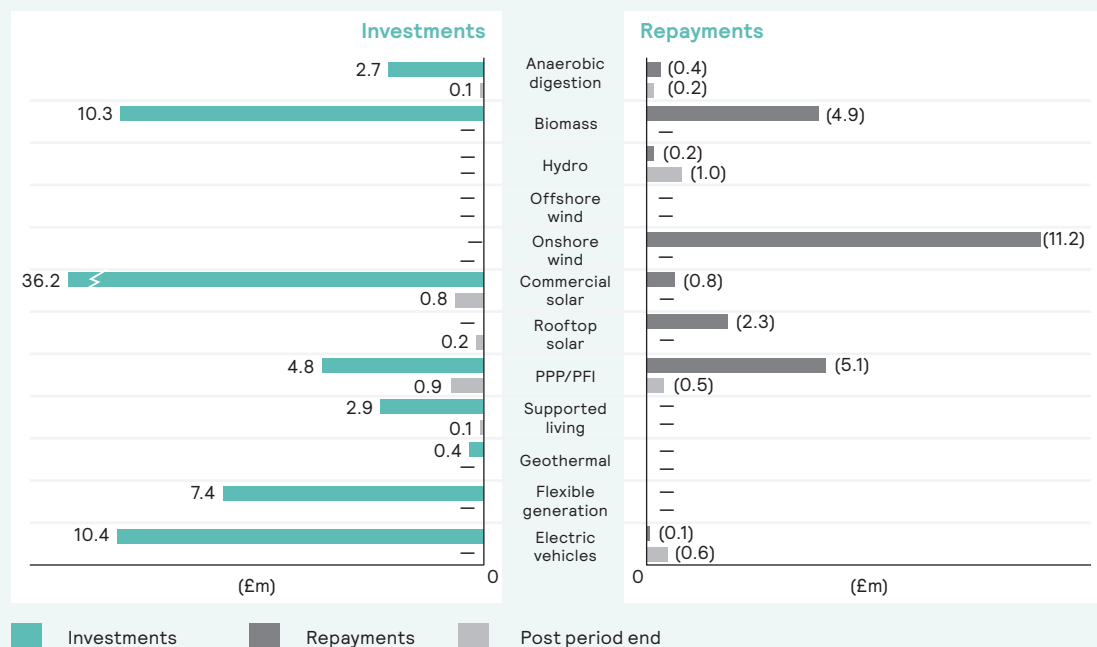 Investments
Repayments
2.7
0.1
Anaerobic
digestion
(0.4)
(0.2)
10.3
—
Biomass
(4.9)
—
—
—
Hydro
(0.2)
(1.0)
—
—
Offshore
wind
—
—
—
—
Onshore
wind
(11.2)
—
36.2
0.8
Commercial
solar
(0.8)
—
—
0.2
Rooftop
solar
(2.3)
—
4.8
0.9
PPP/PFI
(5.1)
(0.5)
2.9
0.1
Supported
living
—
—
0.4
—
Geothermal
—
—
7.4
—
Flexible
generation
—
—
10.4
—
Electric
vehicles
(0.1)
(0.6)
0
0
(£m)
(£m)
Investments
Repayments
Post period end